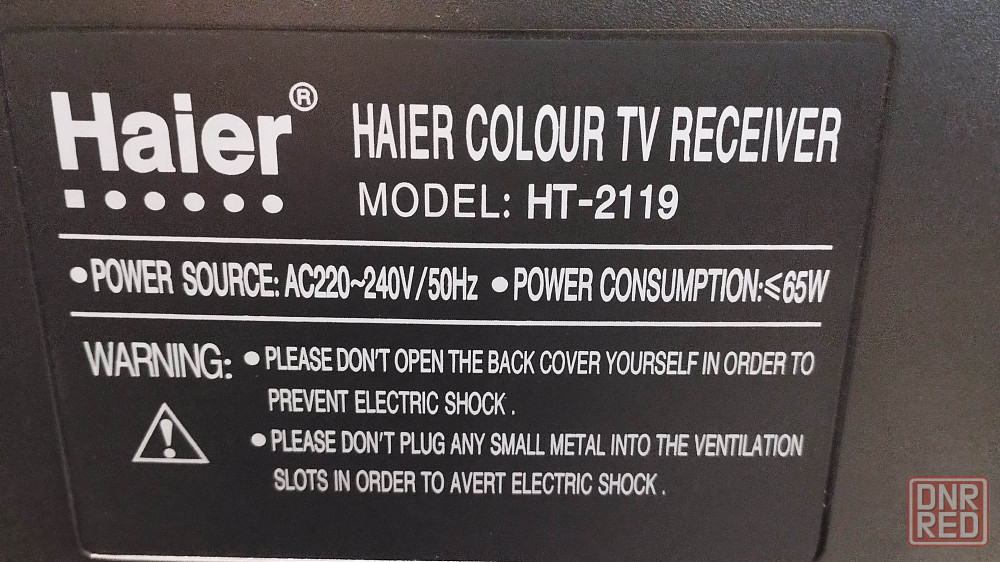 Haier®
HAIER COLOUR TV RECEIVER
MODEL: HT-2119
•POWER SOURCE: AC220~240V/50Hz •POWER CONSUMPTION:≤65W
WARNING: •PLEASE DON'T OPEN THE BACK COVER YOURSELF IN ORDER TO
PREVENT ELECTRIC SHOCK .
•PLEASE DON'T PLUG ANY SMALL METAL INTO THE VENTILATION
SLOTS IN ORDER TO AVERT ELECTRIC SHOCK .
DNR
RED